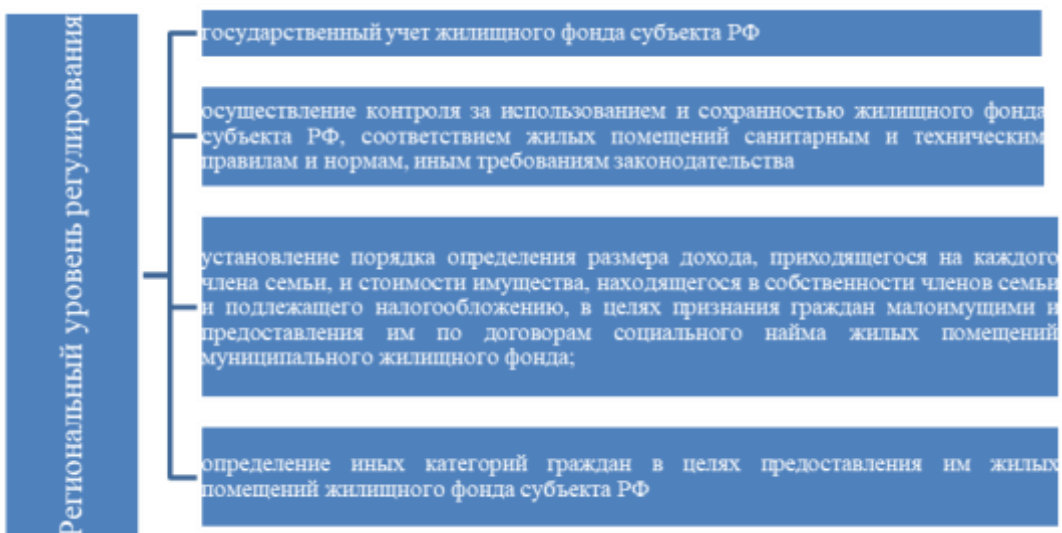 Региональный уровень регулирования
государственный учет жилищного фонда субъекта РФ
осуществление контроля за использованием и сохранностью жилищного фонда
субъекта РФ, соответствием жилых помещений санитарным и техническим
правилам и нормам, иным требованиям законодательства
установление порядка определения размера дохода, приходящегося на каждого
члена семьи, и стоимости имущества, находящегося в собственности членов семьи
и подлежащего налогообложению, в целях признания граждан малоимущими и
предоставления им по договорам социального найма жилых помещений
муниципального жилищного фонда;
определение иных категорий граждан в целях предоставления им жилых
помещений жилищного фонда субъекта РФ